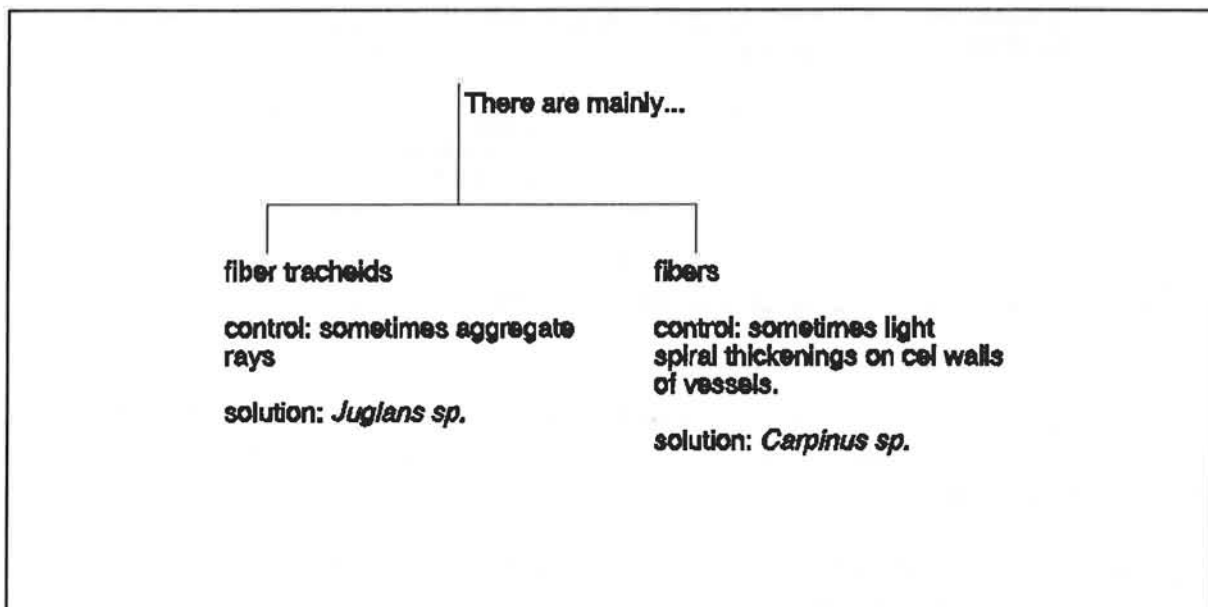 There are mainly...
fiber tracheids
control: sometimes aggregate
rays
solution: Juglans sp.
fibers
control: sometimes light
spiral thickenings on cel walls
of vessels.
solution: Carpinus sp.